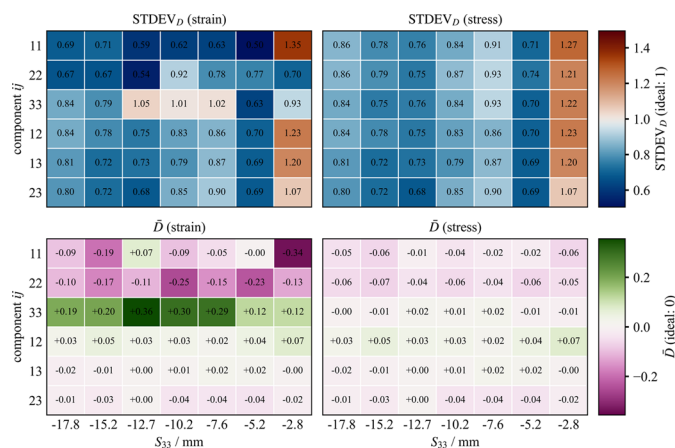 STDEV_D (strain)
STDEV_D (stress)
11 0.69 0.71 0.59 0.62 0.63 0.50 1.35 0.86 0.78 0.76 0.84 0.91 0.71 1.27
22 0.67 0.67 0.54 0.92 0.78 0.77 0.70 0.89 0.79 0.75 0.87 0.93 0.74 1.21
33 0.84 0.79 1.05 1.01 1.02 0.63 0.93 0.84 0.75 0.74 0.86 0.93 0.70 1.22
12 0.84 0.78 0.75 0.83 0.86 0.70 1.23 0.84 0.78 0.75 0.83 0.86 0.70 1.23
13 0.81 0.72 0.73 0.79 0.87 0.69 1.20 0.81 0.72 0.73 0.79 0.87 0.69 1.20
23 0.80 0.72 0.68 0.85 0.90 0.69 1.07 0.80 0.72 0.68 0.85 0.90 0.69 1.07
component ij
1.4
1.2
1.0
0.8
0.6
STDEV_D (ideal: 1)
D̄ (strain)
D̄ (stress)
11 -0.09 -0.19 +0.07 -0.09 -0.05 -0.00 -0.34 -0.05 -0.06 -0.01 -0.04 -0.02 -0.02 -0.06
22 -0.10 -0.17 -0.11 -0.25 -0.15 -0.23 -0.13 -0.06 -0.07 -0.04 -0.06 -0.04 -0.06 -0.05
33 +0.19 +0.20 +0.36 +0.30 +0.29 +0.12 +0.12 -0.00 +0.01 +0.02 +0.01 +0.02 -0.01 -0.01
12 +0.03 +0.05 +0.03 +0.02 +0.02 +0.04 +0.07 +0.03 +0.05 +0.03 +0.02 +0.02 +0.04 +0.07
13 -0.02 -0.01 +0.00 +0.00 +0.01 +0.02 -0.00 -0.02 -0.01 +0.00 +0.00 +0.01 +0.02 -0.00
23 -0.01 -0.03 +0.00 -0.04 -0.04 -0.04 -0.02 -0.01 -0.03 +0.00 -0.04 -0.04 -0.04 -0.02
component ij
0.2
0.0
−0.2
D̄ (ideal: 0)
-17.8 -15.2 -12.7 -10.2 -7.6 -5.2 -2.8 -17.8 -15.2 -12.7 -10.2 -7.6 -5.2 -2.8
S₃₃ / mm
S₃₃ / mm